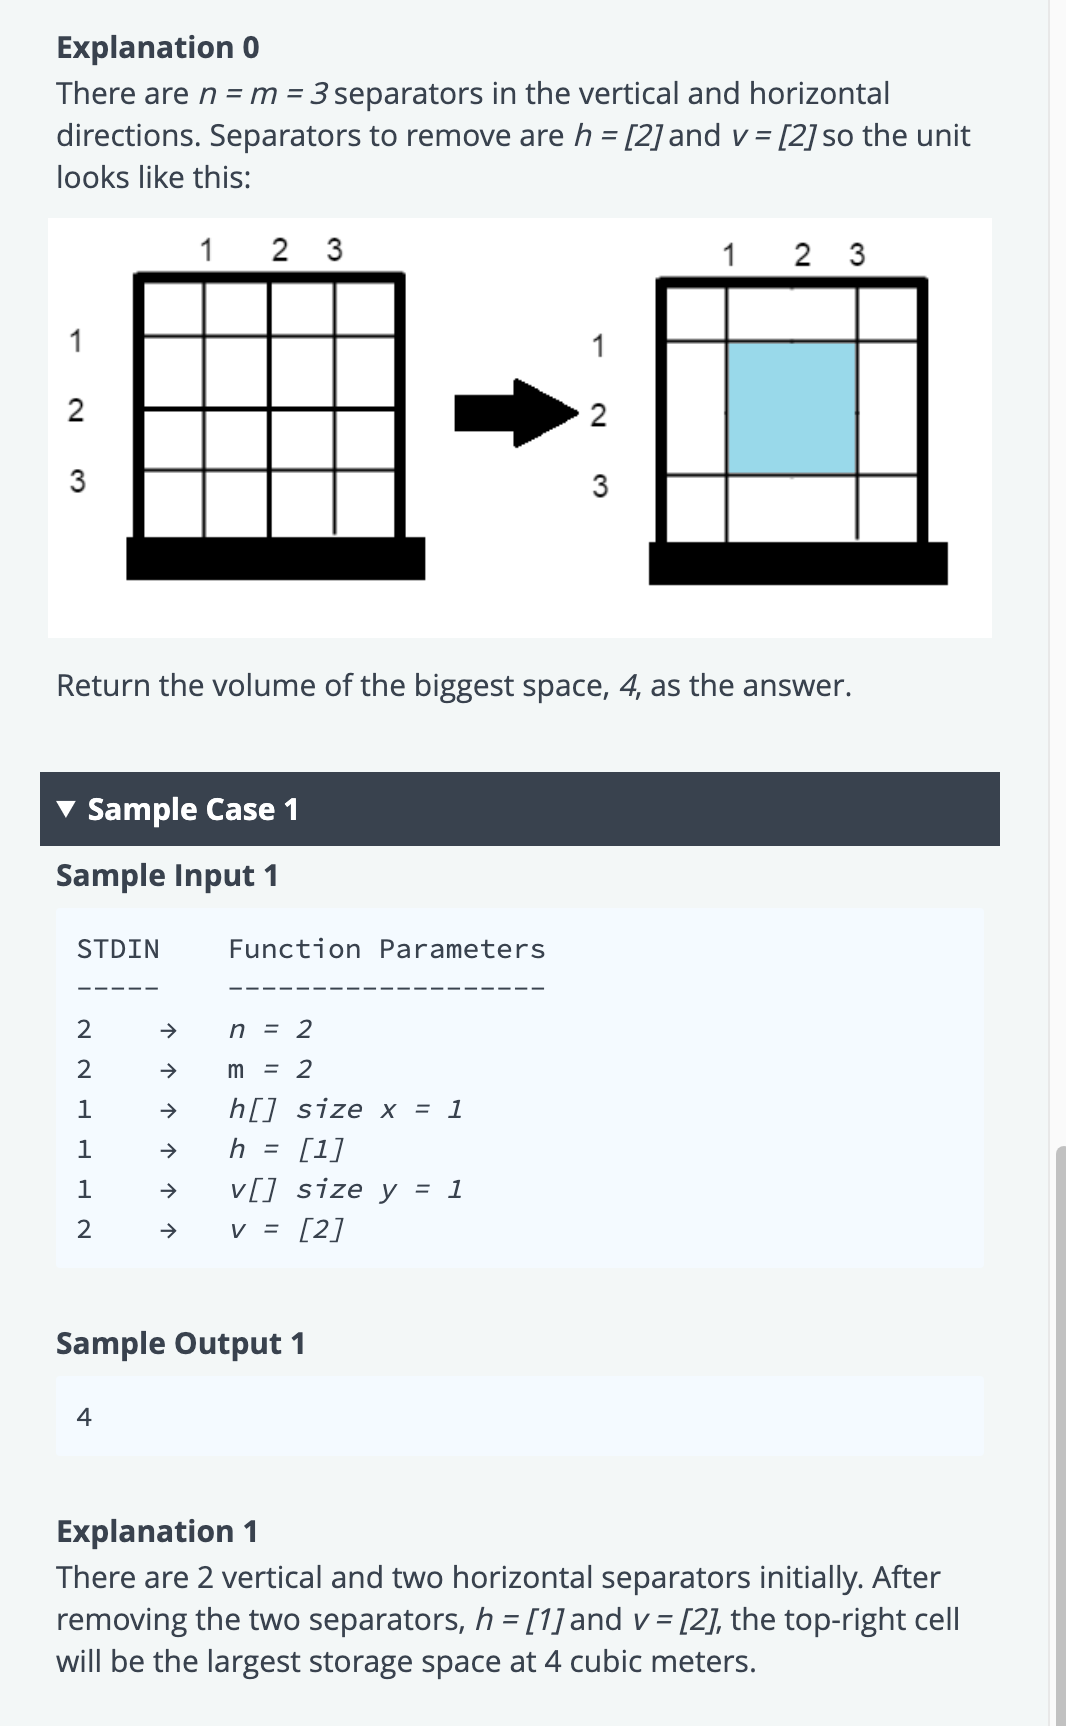 Explanation 0
There are n = m = 3 separators in the vertical and horizontal
directions. Separators to remove are h = [2] and v = [2] so the unit
looks like this:
1 2 3
1
2
3
1 2 3
1
2
3
Return the volume of the biggest space, 4, as the answer.
▼ Sample Case 1
Sample Input 1
STDIN Function Parameters
----- -------------------
2 → n = 2
2 → m = 2
1 → h[] size x = 1
1 → h = [1]
1 → v[] size y = 1
2 → v = [2]
Sample Output 1
4
Explanation 1
There are 2 vertical and two horizontal separators initially. After
removing the two separators, h = [1] and v = [2], the top-right cell
will be the largest storage space at 4 cubic meters.